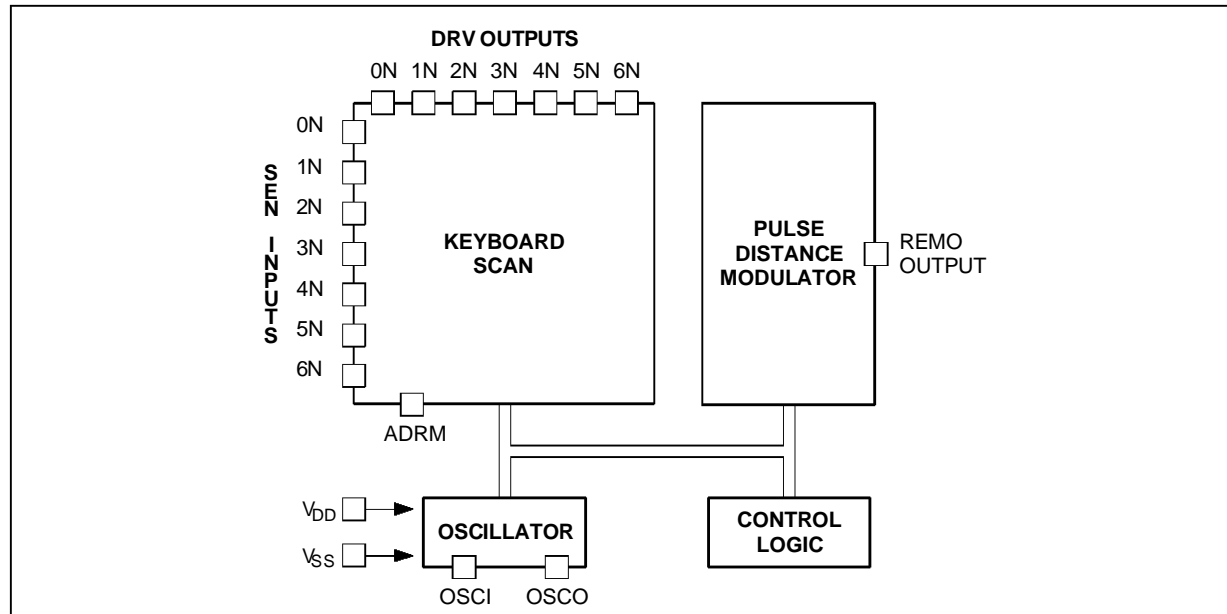 DRV OUTPUTS
0N 1N 2N 3N 4N 5N 6N
SEN INPUTS
0N
1N
2N
3N
4N
5N
6N
KEYBOARD
SCAN
ADRM
PULSE
DISTANCE
MODULATOR
REMO
OUTPUT
VDD
VSS
OSCILLATOR
OSCI OSCO
CONTROL
LOGIC